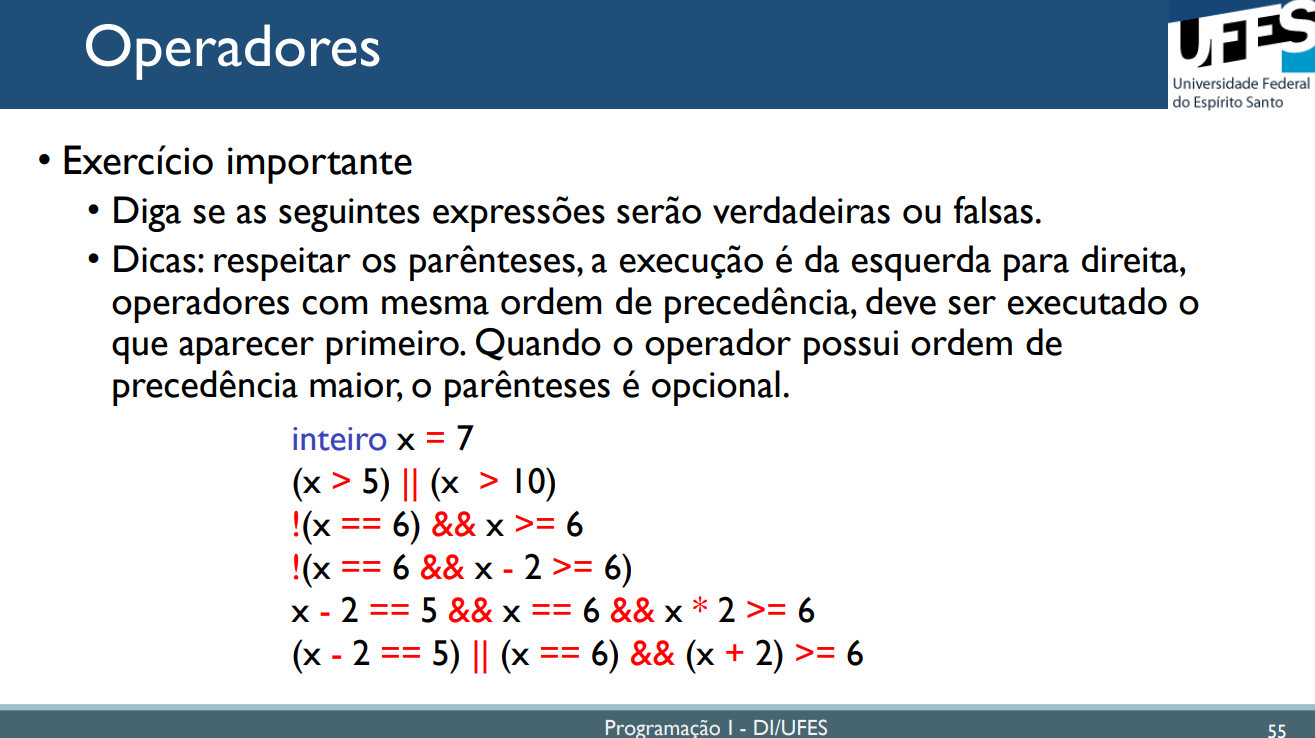 Operadores
UFES
Universidade Federal
do Espírito Santo
• Exercício importante
• Diga se as seguintes expressões serão verdadeiras ou falsas.
• Dicas: respeitar os parênteses, a execução é da esquerda para direita,
operadores com mesma ordem de precedência, deve ser executado o
que aparecer primeiro. Quando o operador possui ordem de
precedência maior, o parênteses é opcional.
inteiro x = 7
(x > 5) || (x > 10)
!(x == 6) && x >= 6
!(x == 6 && x - 2 >= 6)
x - 2 == 5 && x == 6 && x * 2 >= 6
(x - 2 == 5) || (x == 6) && (x + 2) >= 6
Programação I - DI/UFES
55